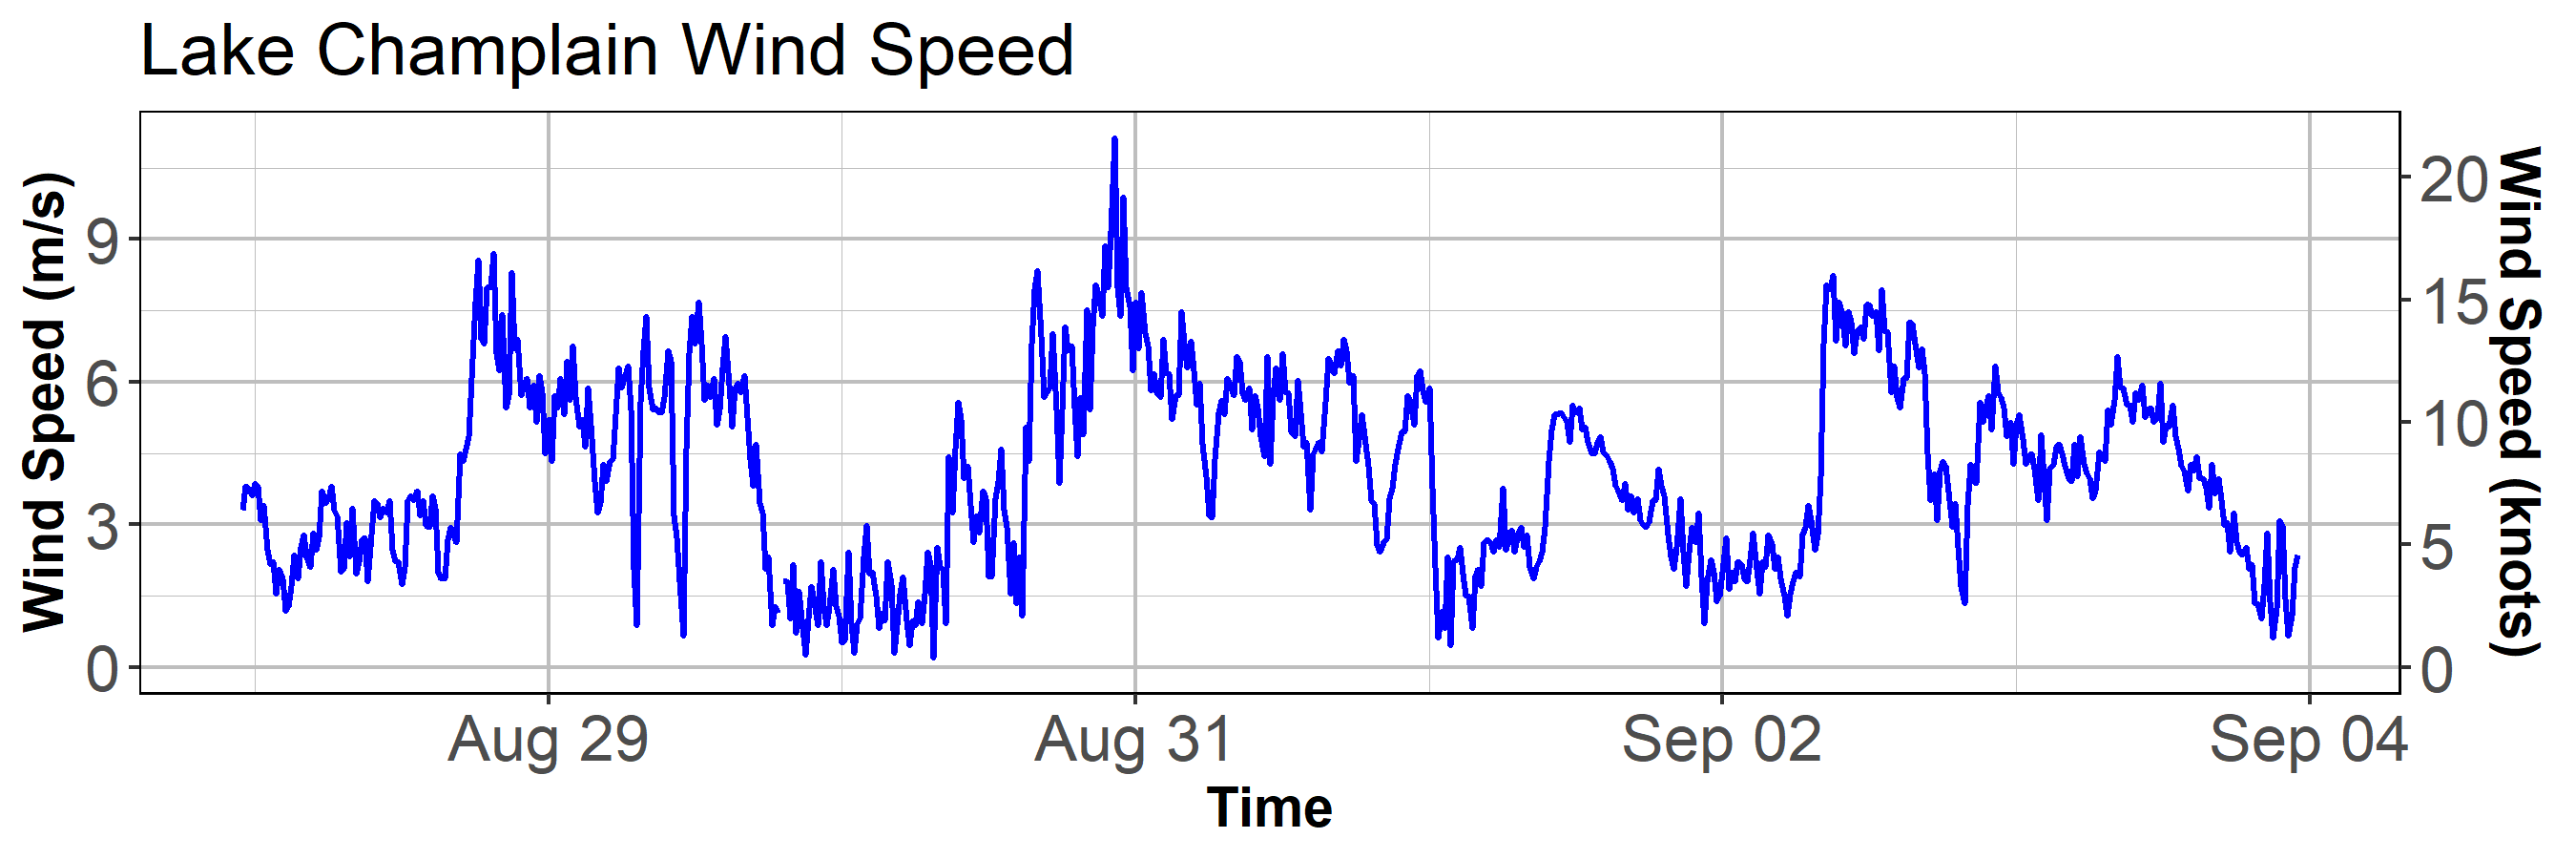 Lake Champlain Wind Speed
Wind Speed (m/s)
9
6
3
0
20
15
10
5
0
Wind Speed (knots)
Aug 29
Aug 31
Sep 02
Sep 04
Time